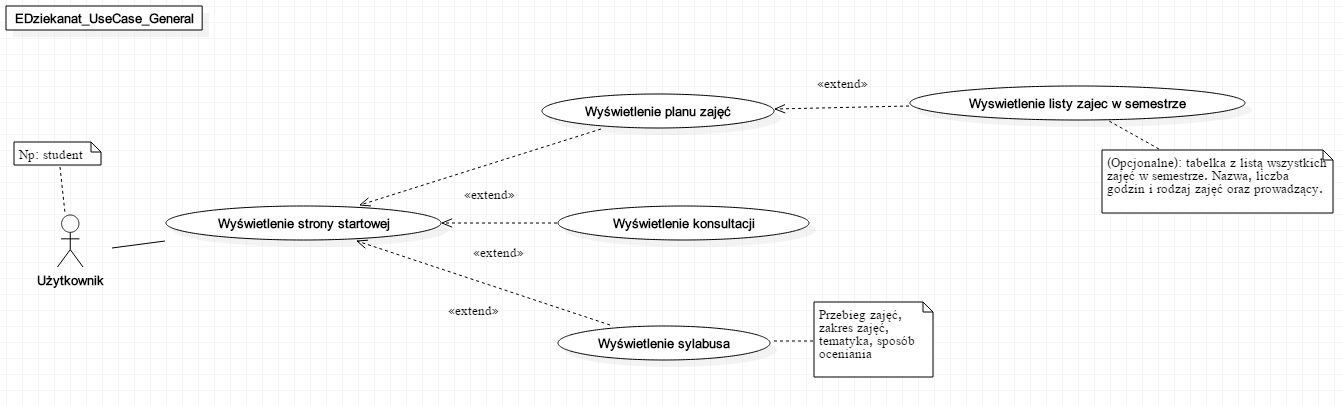 EDziekanat_UseCase_General
«extend»
Wyświetlenie planu zajęć
Wyswietlenie listy zajec w semestrze
Np: student
(Opcjonalne): tabelka z listą wszystkich
zajęć w semestrze. Nazwa, liczba
godzin i rodzaj zajęć oraz prowadzący.
«extend»
Wyświetlenie strony startowej
Wyświetlenie konsultacji
«extend»
Użytkownik
«extend»
Wyświetlenie sylabusa
Przebieg zajęć,
zakres zajęć,
tematyka, sposób
oceniania